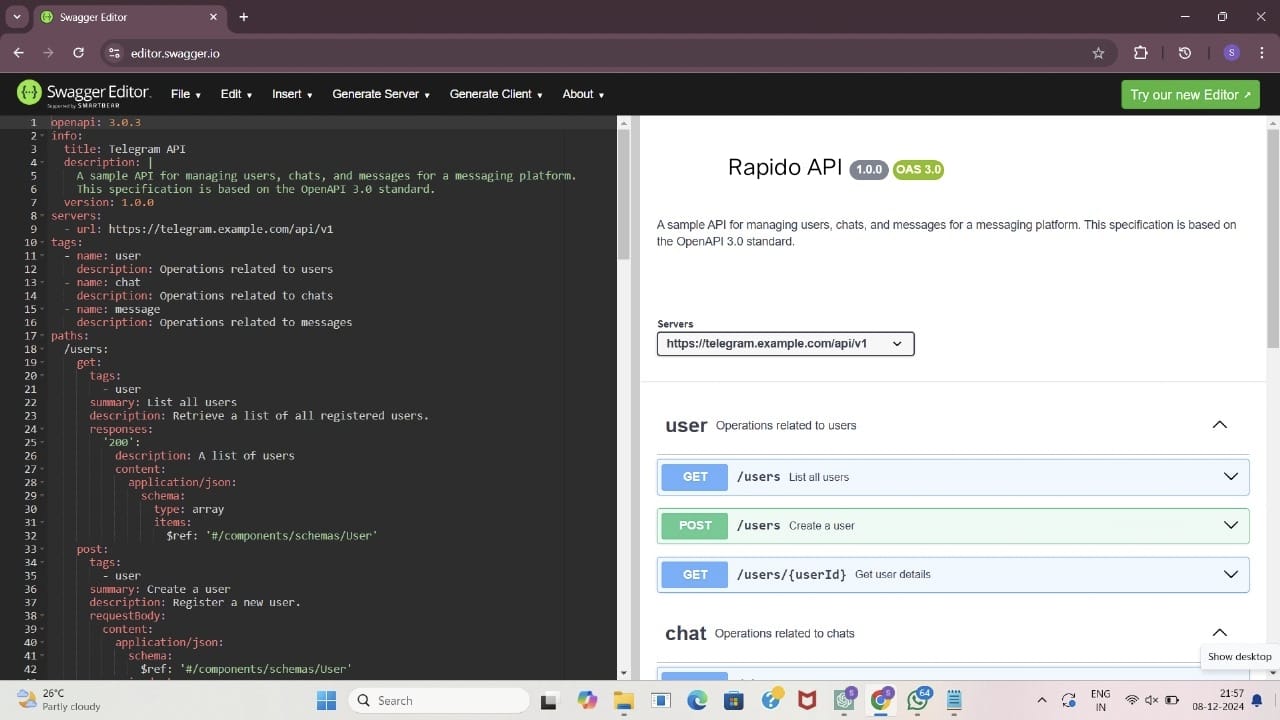 Swagger Editor
editor.swagger.io
S
Swagger Editor.
Supported by SMARTBEAR
File
Edit
Insert
Generate Server
Generate Client
About
Try our new Editor ↗
1 openapi: 3.0.3
2 info:
3 title: Telegram API
4 description: |
5 A sample API for managing users, chats, and messages for a messaging platform.
6 This specification is based on the OpenAPI 3.0 standard.
7 version: 1.0.0
8 servers:
9 - url: https://telegram.example.com/api/v1
10 tags:
11 - name: user
12 description: Operations related to users
13 - name: chat
14 description: Operations related to chats
15 - name: message
16 description: Operations related to messages
17 paths:
18 /users:
19 get:
20 tags:
21 - user
22 summary: List all users
23 description: Retrieve a list of all registered users.
24 responses:
25 '200':
26 description: A list of users
27 content:
28 application/json:
29 schema:
30 type: array
31 items:
32 $ref: '#/components/schemas/User'
33 post:
34 tags:
35 - user
36 summary: Create a user
37 description: Register a new user.
38 requestBody:
39 content:
40 application/json:
41 schema:
42 $ref: '#/components/schemas/User'
Rapido API 1.0.0 OAS 3.0
A sample API for managing users, chats, and messages for a messaging platform. This specification is based on
the OpenAPI 3.0 standard.
Servers
https://telegram.example.com/api/v1
user Operations related to users
GET /users List all users
POST /users Create a user
GET /users/{userId} Get user details
chat Operations related to chats
Show desktop
26°C
Partly cloudy
Search
5
5
64
ENG
IN
21:57
08-12-2024